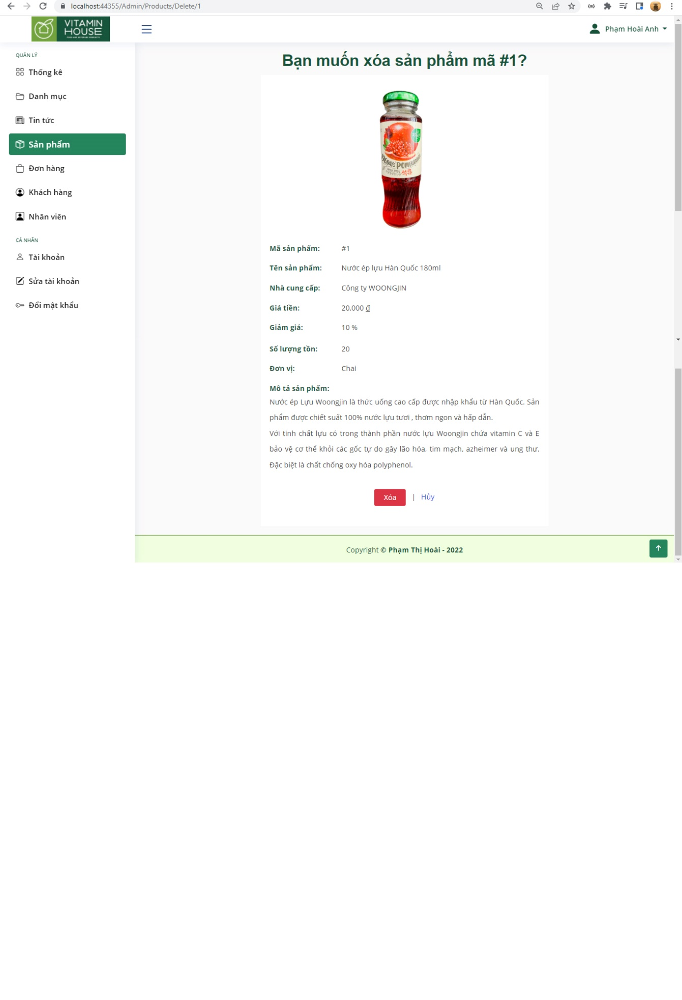 localhost:44355/Admin/Products/Delete/1
VITAMIN
HOUSE
FOOD AND BEVERAGE PRODUCTS
Phạm Hoài Anh
QUẢN LÝ
Thống kê
Danh mục
Tin tức
Sản phẩm
Đơn hàng
Khách hàng
Nhân viên
CÁ NHÂN
Tài khoản
Sửa tài khoản
Đổi mật khẩu
Bạn muốn xóa sản phẩm mã #1?
POMEGRANATE
석류
Mã sản phẩm: #1
Tên sản phẩm: Nước ép lựu Hàn Quốc 180ml
Nhà cung cấp: Công ty WOONGJIN
Giá tiền: 20,000 đ
Giảm giá: 10 %
Số lượng tồn: 20
Đơn vị: Chai
Mô tả sản phẩm:
Nước ép Lựu Woongjin là thức uống cao cấp được nhập khẩu từ Hàn Quốc. Sản
phẩm được chiết suất 100% nước lựu tươi , thơm ngon và hấp dẫn.
Với tinh chất lựu có trong thành phần nước lựu Woongjin chứa vitamin C và E
bảo vệ cơ thể khỏi các gốc tự do gây lão hóa, tim mạch, azheimer và ung thư.
Đặc biệt là chất chống oxy hóa polyphenol.
Xóa | Hủy
Copyright © Phạm Thị Hoài - 2022